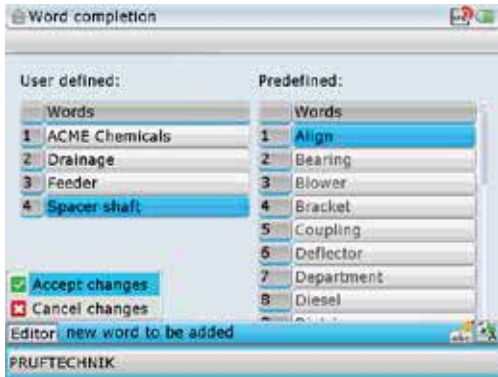 Word completion
User defined:
Predefined:
Words
1 ACME Chemicals
2 Drainage
3 Feeder
4 Spacer shaft
Words
1 Align
2 Bearing
3 Blower
4 Bracket
5 Coupling
6 Deflector
7 Department
8 Diesel
Accept changes
Cancel changes
Editor new word to be added
PRUFTECHNIK